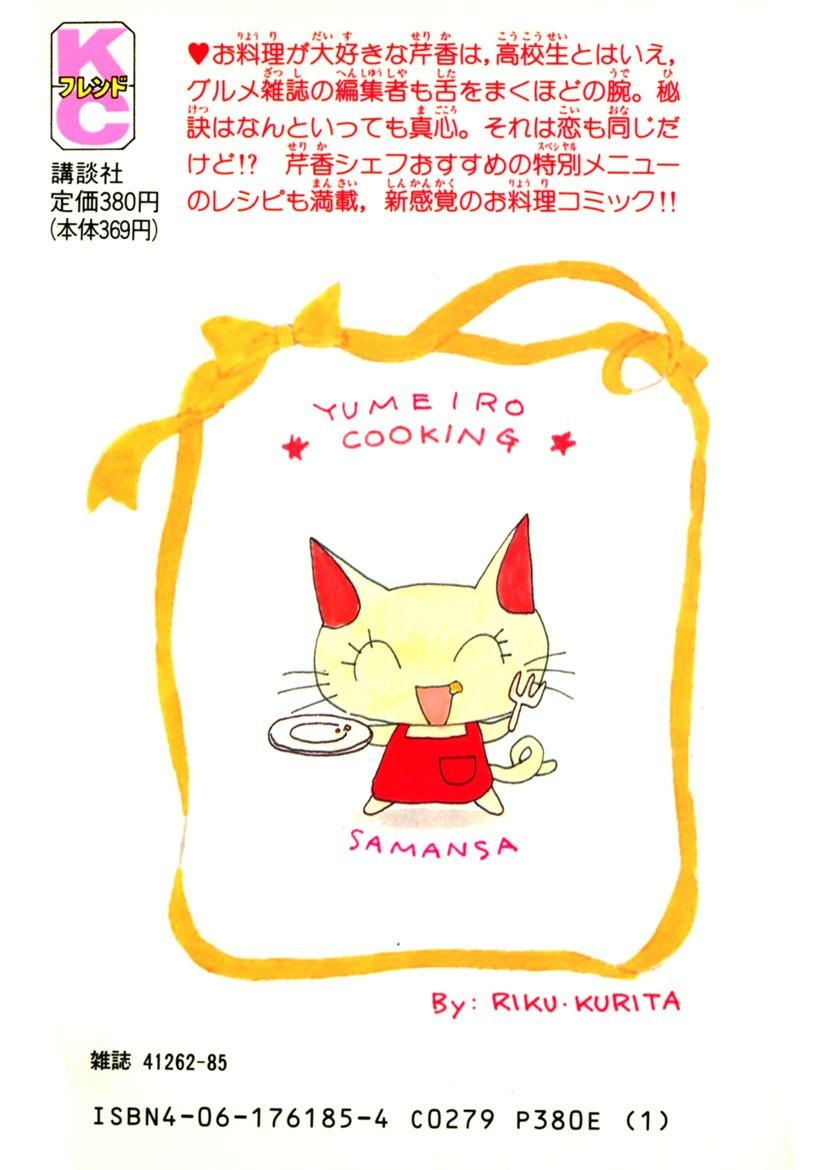 KC
フレンド
講談社
定価380円
(本体369円)
♥お料理が大好きな芹香は，高校生とはいえ，
グルメ雑誌の編集者も舌をまくほどの腕。秘
訣はなんといっても真心。それは恋も同じだ
けど!?　芹香シェフおすすめの特別メニュー
のレシピも満載，新感覚のお料理コミック!!
YUMEIRO
★ COOKING ★
SAMANSA
By: RIKU·KURITA
雑誌 41262-85
ISBN4-06-176185-4 C0279 P380E (1)